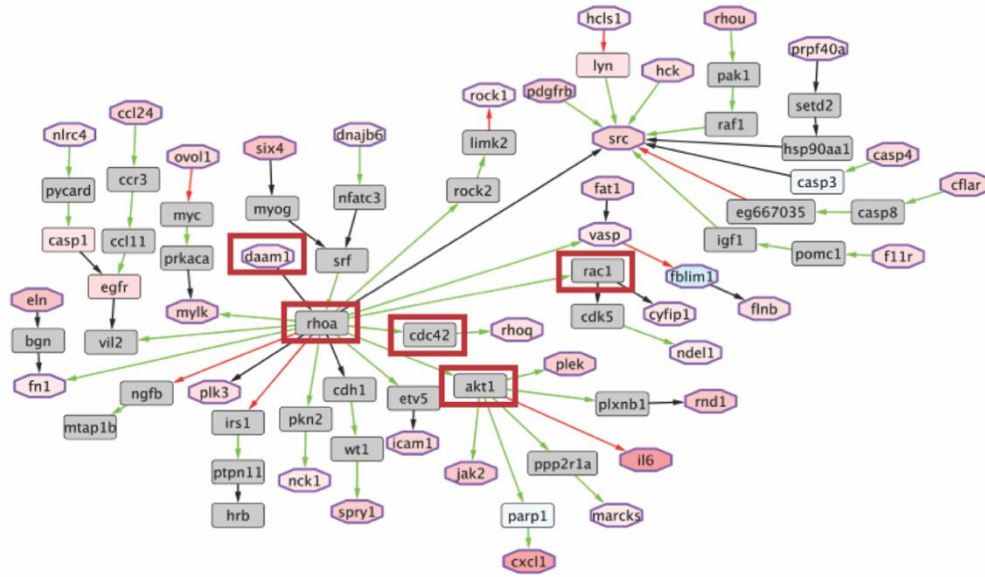 hcls1
rhou
prpf40a
lyn
hck
pak1
pdgfrb
rock1
setd2
ccl24
raf1
nlrc4
six4
dnajb6
limk2
src
hsp90aa1
ovol1
casp4
ccr3
casp3
cflar
pycard
rock2
fat1
myc
myog
nfatc3
eg667035
casp8
casp1
ccl11
vasp
igf1
pomc1
f11r
prkaca
daam1
srf
rac1
fblim1
egfr
eln
mylk
rhoa
cdk5
cyfip1
flnb
bgn
vil2
cdc42
rhoq
ndel1
fn1
ngfb
plk3
cdh1
akt1
plek
etv5
plxnb1
rnd1
mtap1b
irs1
pkn2
icam1
wt1
ptpn11
nck1
jak2
ppp2r1a
il6
hrb
spry1
parp1
marcks
cxcl1